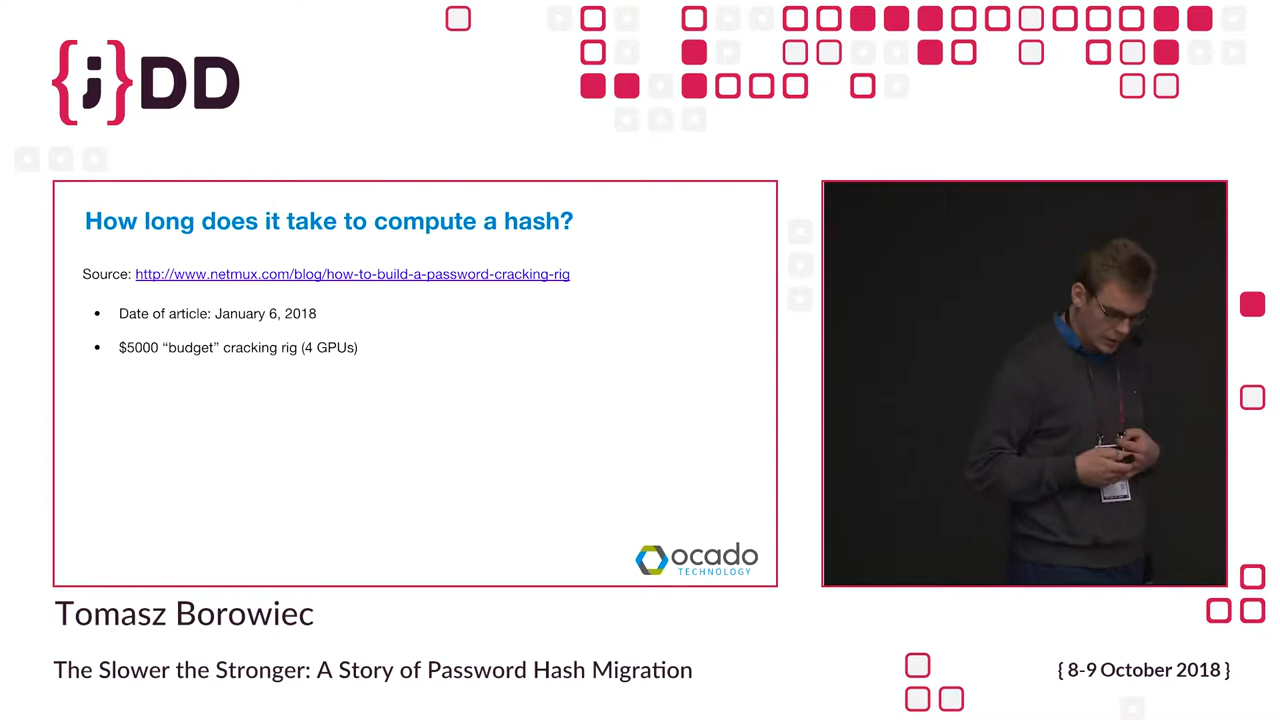 {j}DD
How long does it take to compute a hash?
Source: http://www.netmux.com/blog/how-to-build-a-password-cracking-rig
• Date of article: January 6, 2018
• $5000 “budget” cracking rig (4 GPUs)
ocado
TECHNOLOGY
Tomasz Borowiec
The Slower the Stronger: A Story of Password Hash Migration
{ 8-9 October 2018 }